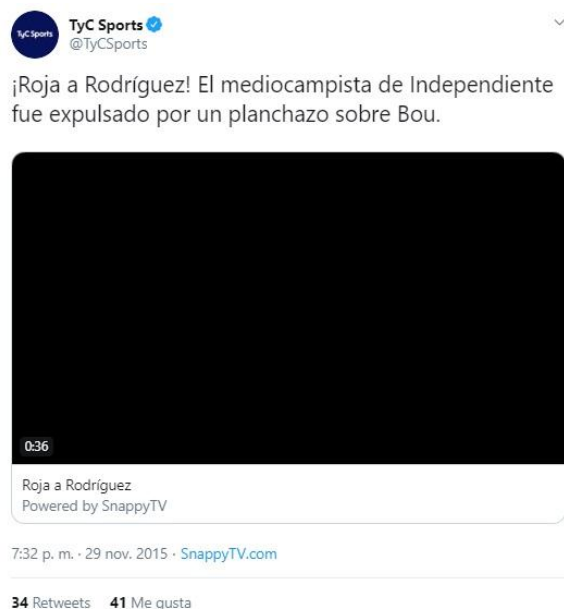 TyC Sports
TyC Sports
@TyCSports
¡Roja a Rodríguez! El mediocampista de Independiente
fue expulsado por un planchazo sobre Bou.
0:36
Roja a Rodríguez
Powered by SnappyTV
7:32 p. m. · 29 nov. 2015 · SnappyTV.com
34 Retweets 41 Me gusta